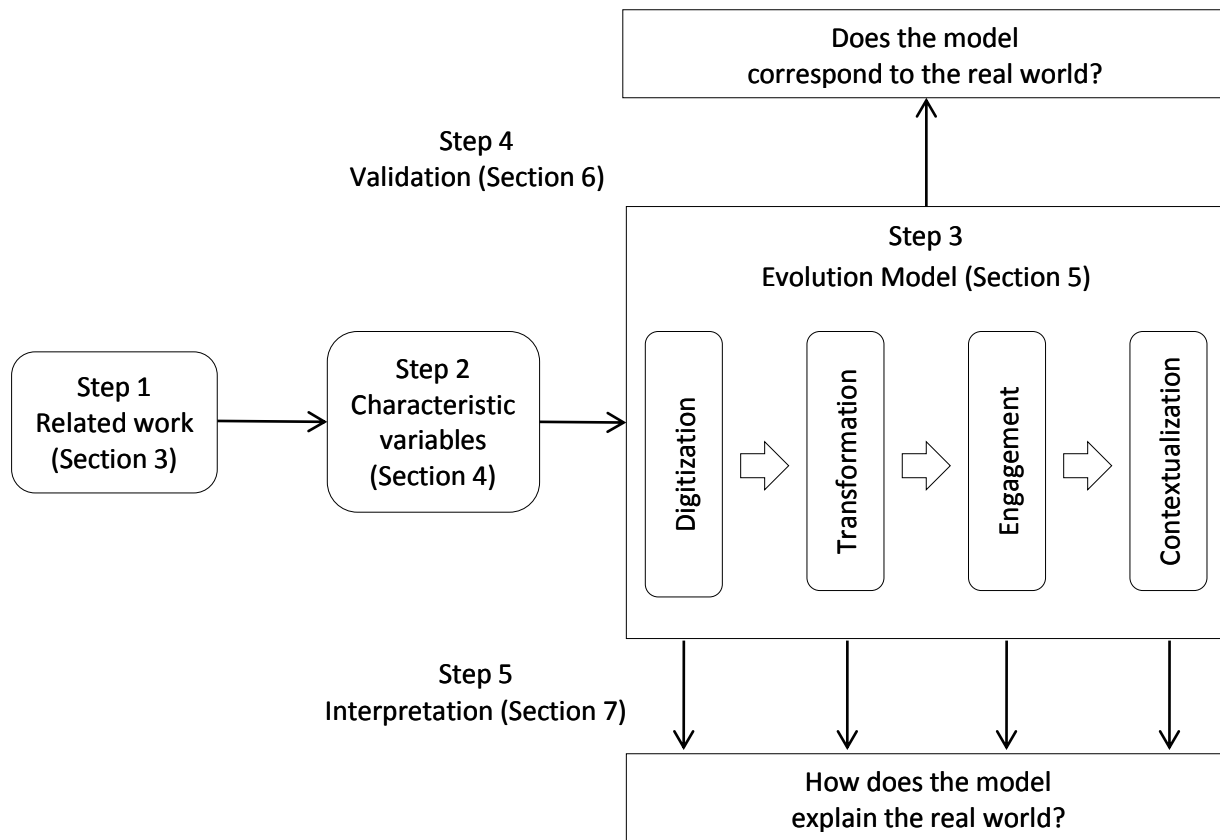 Does the model
correspond to the real world?
Step 4
Validation (Section 6)
Step 3
Evolution Model (Section 5)
Step 1
Related work
(Section 3)
Step 2
Characteristic
variables
(Section 4)
Digitization
Transformation
Engagement
Contextualization
Step 5
Interpretation (Section 7)
How does the model
explain the real world?